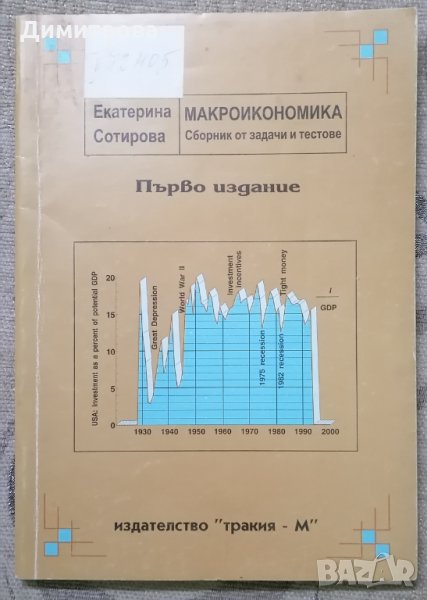 Димитрове
Екатерина
Сотирова
МАКРОИКОНОМИКА
Сборник от задачи и тестове
Първо издание
USA: Investment as a percent of potential GDP
20
15
10
5
0
Great Depression
World War II
Investment
Incentives
Tight money
1975 recession
1982 recession
I
GDP
1930 1940 1950 1960 1970 1980 1990 2000
издателство "тракия - М"
BAZAR